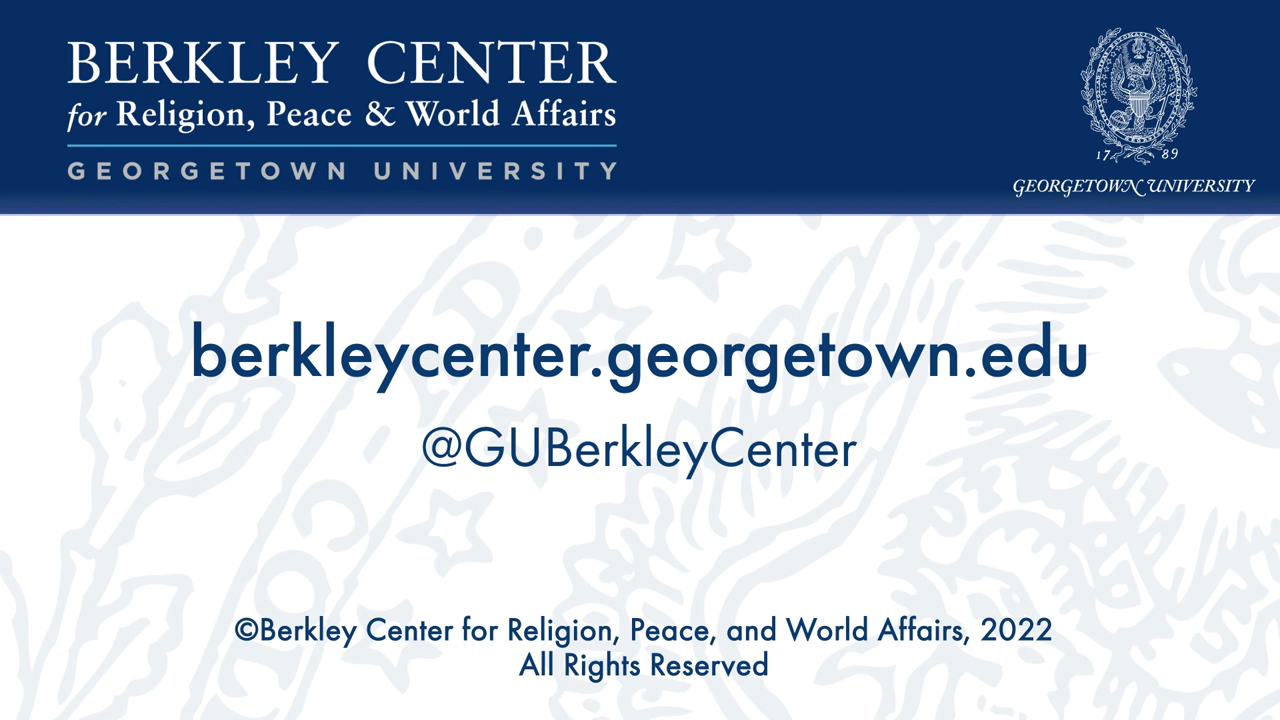 BERKLEY CENTER
for Religion, Peace & World Affairs
GEORGETOWN UNIVERSITY
17 89
GEORGETOWN UNIVERSITY
berkleycenter.georgetown.edu
@GUBerkleyCenter
©Berkley Center for Religion, Peace, and World Affairs, 2022
All Rights Reserved